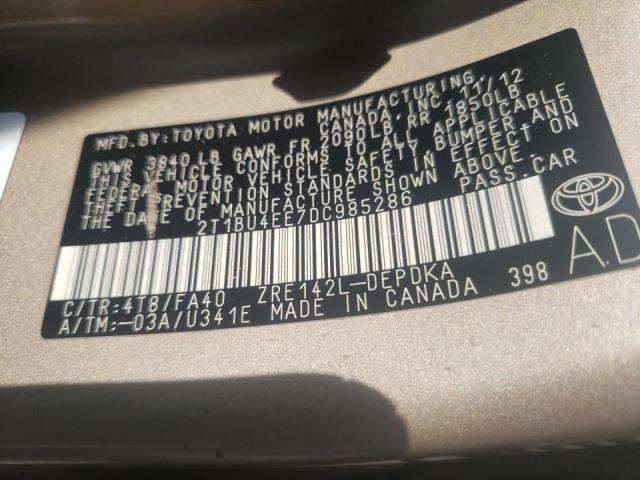 MFD. BY: TOYOTA MOTOR MANUFACTURING
CANADA, INC. 11/12
GVWR 3840 LB GAWR FR 2090LB RR 1850LB
THIS VEHICLE CONFORMS TO ALL APPLICABLE
FEDERAL MOTOR VEHICLE SAFETY BUMPER AND
THEFT PREVENTION STANDARDS IN EFFECT ON
THE DATE OF MANUFACTURE SHOWN ABOVE.
2T1BU4EE7DC985286 PASS.CAR
C/TR:4T8/FA40 ZRE142L-DEPDKA
A/TM:-03A/U341E MADE IN CANADA 398
TOYOTA
AD